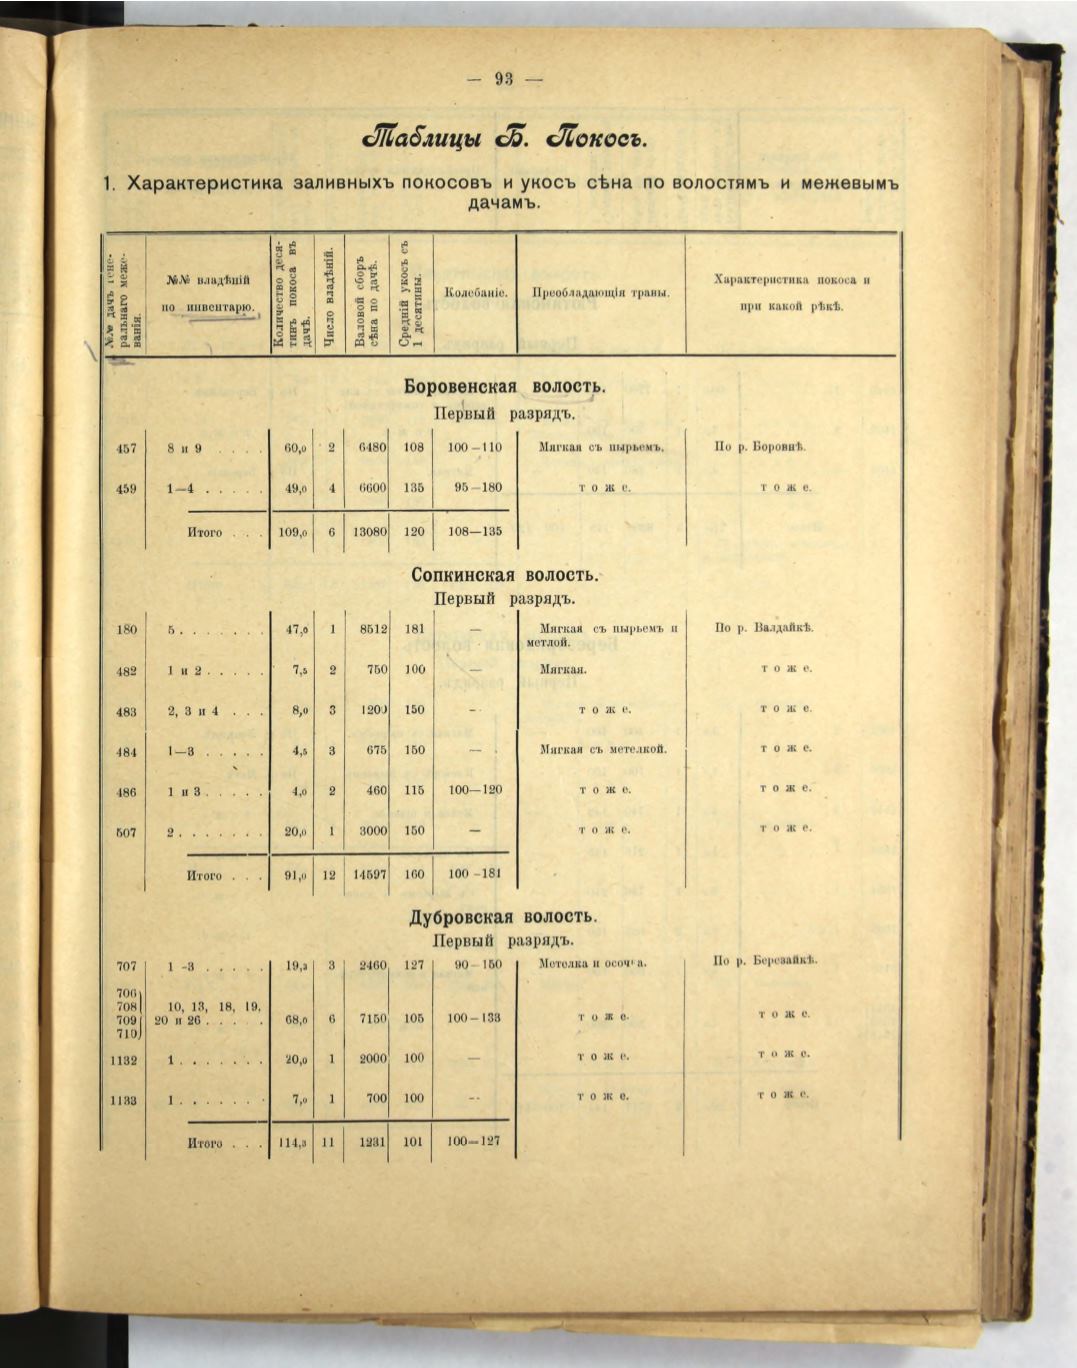 — 93 —
Таблицы Б. Покосъ.
1. Характеристика заливныхъ покосовъ и укосъ сѣна по волостямъ и межевымъ
дачамъ.
№№ дачъ гене-
ральнаго меже-
ванія.
№№ владѣній
по инвентарю.
Количество деся-
тинъ покоса въ
дачѣ.
Число владѣній.
Валовой сборъ
сѣна по дачѣ.
Средній укосъ съ
1 десятины.
Колебаніе.
Преобладающія травы.
Характеристика покоса и
при какой рѣкѣ.
Боровенская волость.
Первый разрядъ.
457 8 и 9 . . . . 60,0 2 6480 108 100—110 Мягкая съ пырьемъ. По р. Боровнѣ.
459 1—4 . . . . . 49,0 4 6600 135 95—180 тоже. тоже.
Итого . . . 109,0 6 13080 120 108—135
Сопкинская волость.
Первый разрядъ.
180 5 . . . . . . . 47,0 1 8512 181 — Мягкая съ пырьемъ и По р. Валдайкѣ.
метлой.
482 1 и 2 . . . . . 7,5 2 750 100 — Мягкая. тоже.
483 2, 3 и 4 . . . 8,0 3 1200 150 — тоже. тоже.
484 1—3 . . . . . 4,5 3 675 150 — Мягкая съ метелкой. тоже.
486 1 и 3 . . . . . 4,0 2 460 115 100—120 тоже. тоже.
507 2 . . . . . . . 20,0 1 3000 150 — тоже. тоже.
Итого . . . 91,0 12 14597 160 100—181
Дубровская волость.
Первый разрядъ.
707 1—3 . . . . . 19,3 3 2460 127 90—150 Метелка и осочка. По р. Березайкѣ.
706
708 10, 13, 18, 19,
709 20 и 26 . . . . . 68,0 6 7150 105 100—133 тоже. тоже.
710
1132 1 . . . . . . . 20,0 1 2000 100 — тоже. тоже.
1133 1 . . . . . . . 7,0 1 700 100 — тоже. тоже.
Итого . . . 114,3 11 1231 101 100—127